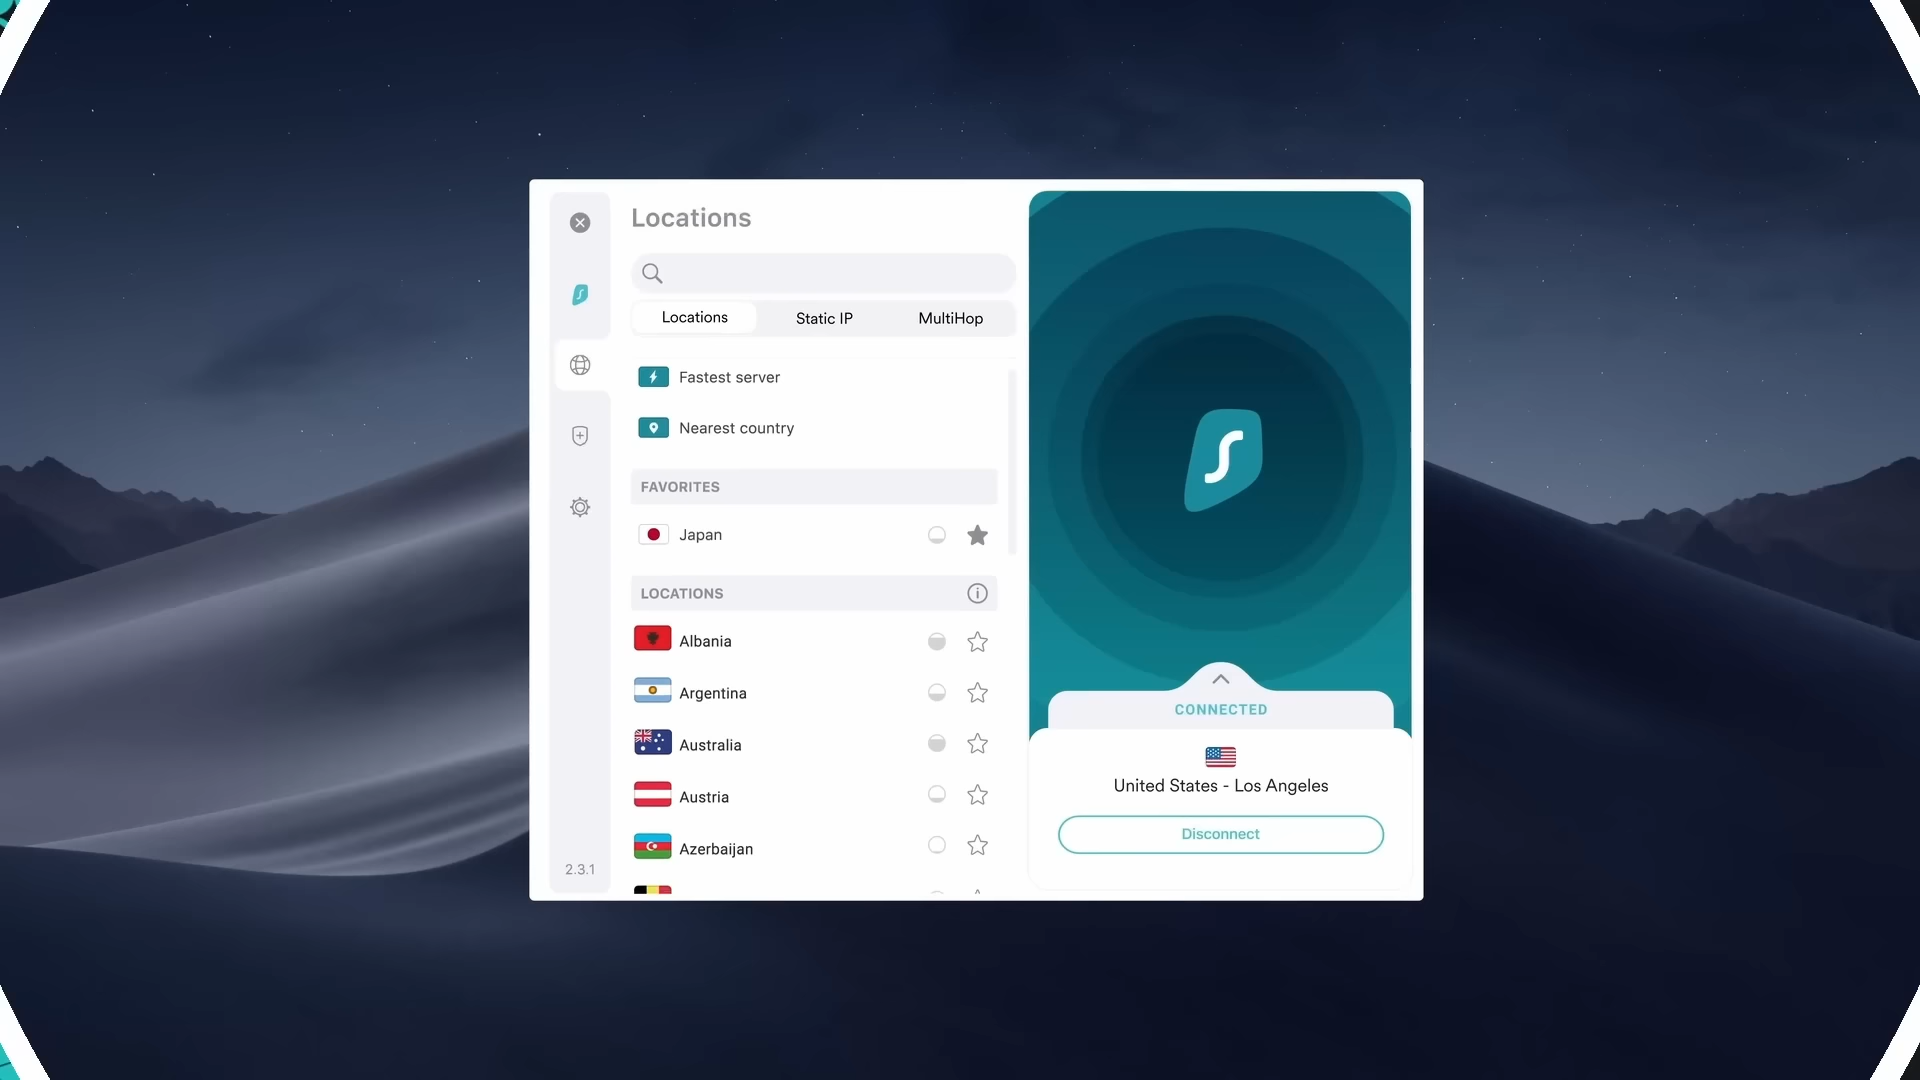 Locations
Locations
Static IP
MultiHop
Fastest server
Nearest country
FAVORITES
Japan
LOCATIONS
Albania
Argentina
Australia
Austria
Azerbaijan
2.3.1
CONNECTED
United States - Los Angeles
Disconnect